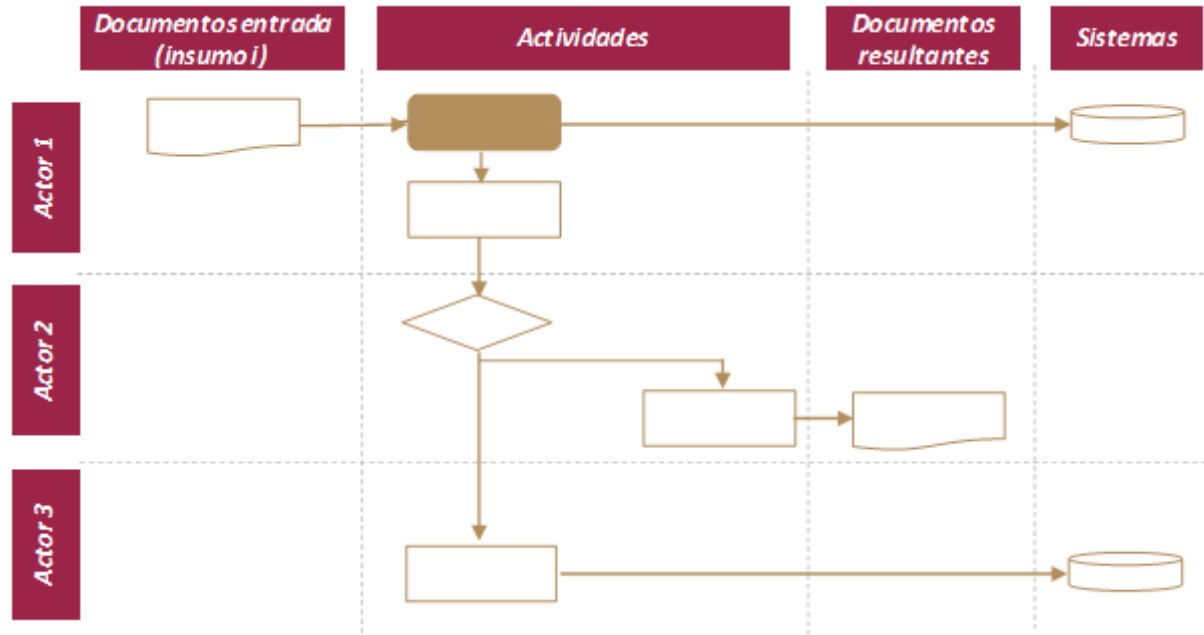 Documentos entrada
(insumo i)
Actividades
Documentos
resultantes
Sistemas
Actor 1
Actor 2
Actor 3